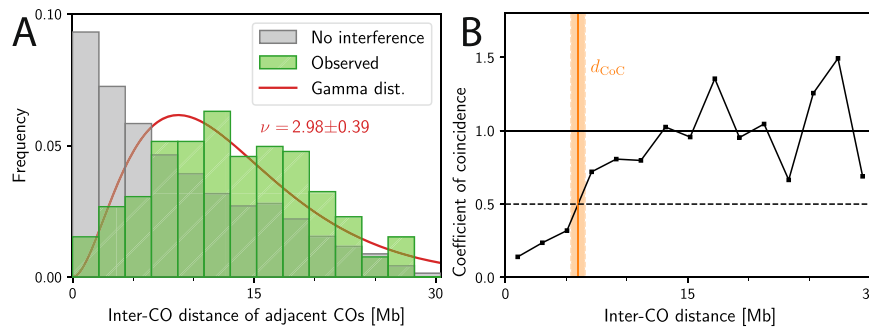 A
0.10
0.05
0.00
Frequency
No interference
Observed
Gamma dist.
ν = 2.98±0.39
0
15
30
Inter-CO distance of adjacent COs [Mb]
B
1.5
1.0
0.5
0.0
Coefficient of coincidence
d_CoC
0
15
Inter-CO distance [Mb]